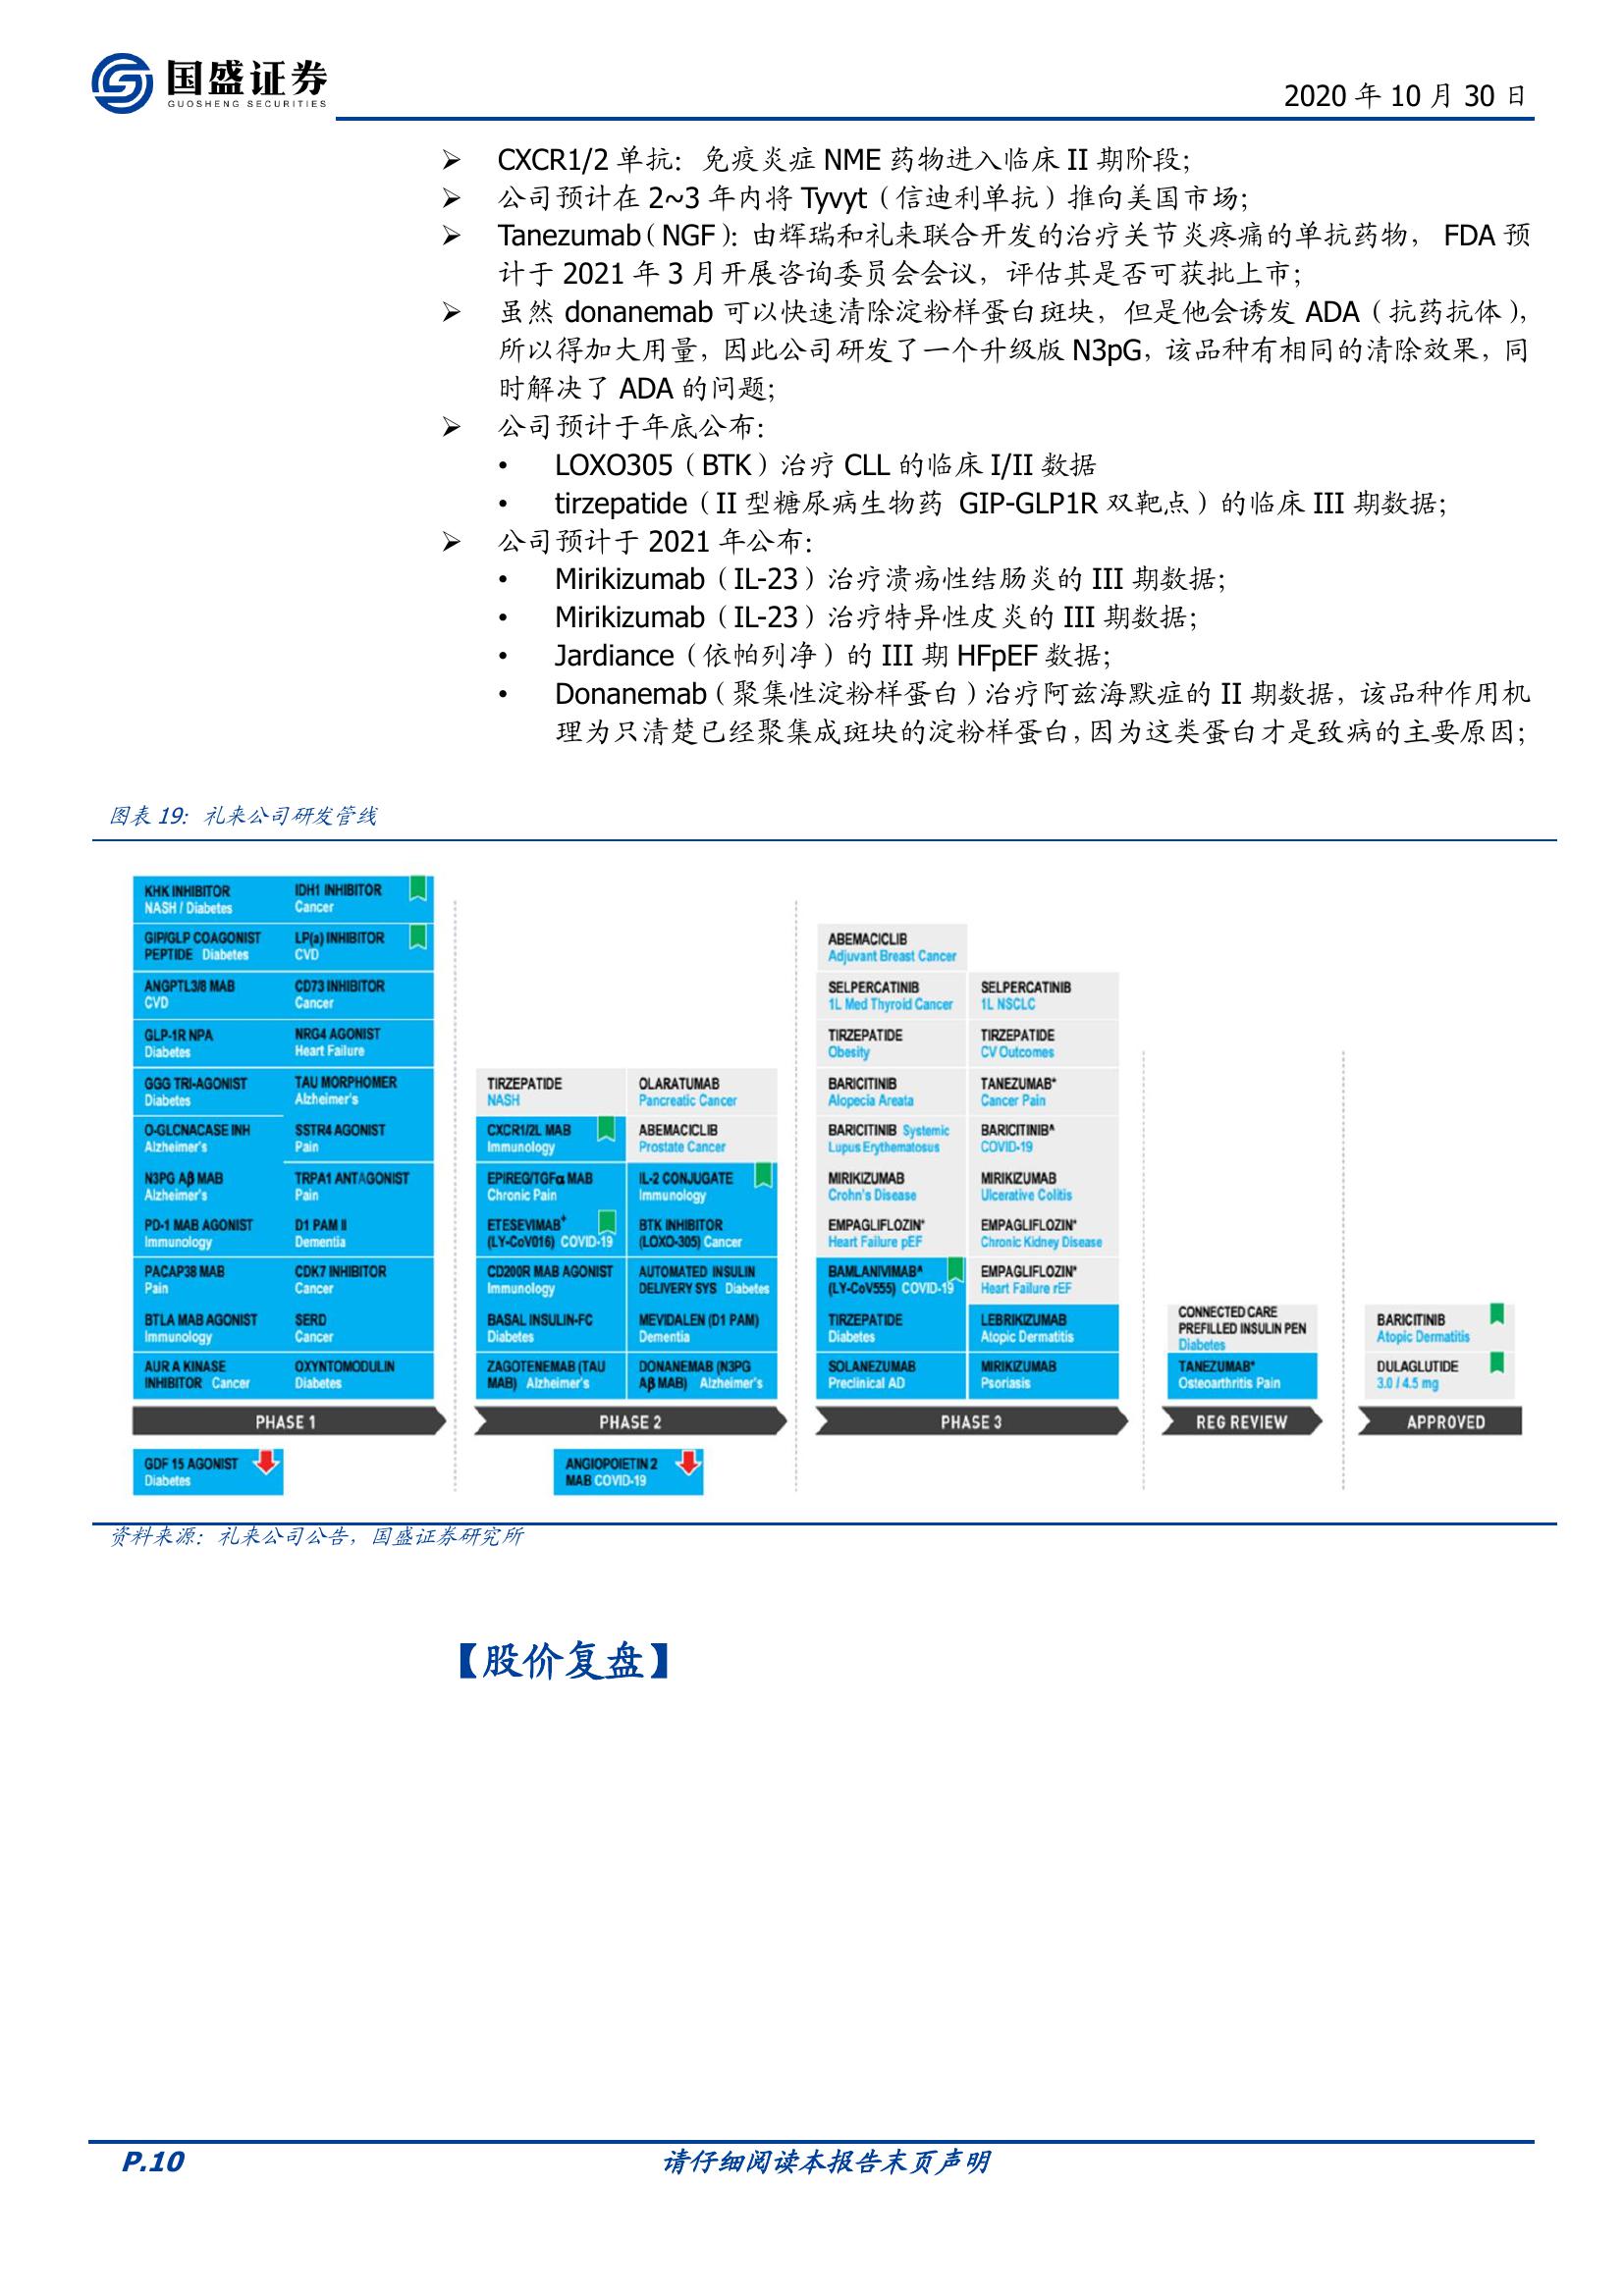 国盛证券
GUOSHENG SECURITIES
2020 年 10 月 30 日
➢ CXCR1/2 单抗：免疫炎症 NME 药物进入临床 II 期阶段；
➢ 公司预计在 2~3 年内将 Tyvyt（信迪利单抗）推向美国市场；
➢ Tanezumab（NGF）：由辉瑞和礼来联合开发的治疗关节炎疼痛的单抗药物， FDA 预
计于 2021 年 3 月开展咨询委员会会议，评估其是否可获批上市；
➢ 虽然 donanemab 可以快速清除淀粉样蛋白斑块，但是他会诱发 ADA（抗药抗体），
所以得加大用量，因此公司研发了一个升级版 N3pG，该品种有相同的清除效果，同
时解决了 ADA 的问题；
➢ 公司预计于年底公布：
• LOXO305（BTK）治疗 CLL 的临床 I/II 数据
• tirzepatide（II 型糖尿病生物药 GIP-GLP1R 双靶点）的临床 III 期数据；
➢ 公司预计于 2021 年公布：
• Mirikizumab（IL-23）治疗溃疡性结肠炎的 III 期数据；
• Mirikizumab（IL-23）治疗特异性皮炎的 III 期数据；
• Jardiance（依帕列净）的 III 期 HFpEF 数据；
• Donanemab（聚集性淀粉样蛋白）治疗阿兹海默症的 II 期数据，该品种作用机
理为只清楚已经聚集成斑块的淀粉样蛋白，因为这类蛋白才是致病的主要原因；
图表 19：礼来公司研发管线
KHK INHIBITOR
NASH / Diabetes
IDH1 INHIBITOR
Cancer
GIP/GLP COAGONIST
PEPTIDE Diabetes
LP(a) INHIBITOR
CVD
ANGPTL3/8 MAB
CVD
CD73 INHIBITOR
Cancer
GLP-1R NPA
Diabetes
NRG4 AGONIST
Heart Failure
GGG TRI-AGONIST
Diabetes
TAU MORPHOMER
Alzheimer's
O-GLCNACASE INH
Alzheimer's
SSTR4 AGONIST
Pain
N3PG Aβ MAB
Alzheimer's
TRPA1 ANTAGONIST
Pain
PD-1 MAB AGONIST
Immunology
D1 PAM II
Dementia
PACAP38 MAB
Pain
CDK7 INHIBITOR
Cancer
BTLA MAB AGONIST
Immunology
SERD
Cancer
AUR A KINASE
INHIBITOR Cancer
OXYNTOMODULIN
Diabetes
PHASE 1
GDF 15 AGONIST
Diabetes
TIRZEPATIDE
NASH
OLARATUMAB
Pancreatic Cancer
CXCR1/2L MAB
Immunology
ABEMACICLIB
Prostate Cancer
EPIREG/TGFα MAB
Chronic Pain
IL-2 CONJUGATE
Immunology
ETESEVIMAB+
(LY-CoV016) COVID-19
BTK INHIBITOR
(LOXO-305) Cancer
CD200R MAB AGONIST
Immunology
AUTOMATED INSULIN
DELIVERY SYS Diabetes
BASAL INSULIN-FC
Diabetes
MEVIDALEN (D1 PAM)
Dementia
ZAGOTENEMAB (TAU
MAB) Alzheimer's
DONANEMAB (N3PG
Aβ MAB) Alzheimer's
PHASE 2
ANGIOPOIETIN 2
MAB COVID-19
ABEMACICLIB
Adjuvant Breast Cancer
SELPERCATINIB
1L Med Thyroid Cancer
SELPERCATINIB
1L NSCLC
TIRZEPATIDE
Obesity
TIRZEPATIDE
CV Outcomes
BARICITINIB
Alopecia Areata
TANEZUMAB*
Cancer Pain
BARICITINIB Systemic
Lupus Erythematosus
BARICITINIB^
COVID-19
MIRIKIZUMAB
Crohn's Disease
MIRIKIZUMAB
Ulcerative Colitis
EMPAGLIFLOZIN*
Heart Failure pEF
EMPAGLIFLOZIN*
Chronic Kidney Disease
BAMLANIVIMAB^
(LY-CoV555) COVID-19
EMPAGLIFLOZIN*
Heart Failure rEF
TIRZEPATIDE
Diabetes
LEBRIKIZUMAB
Atopic Dermatitis
SOLANEZUMAB
Preclinical AD
MIRIKIZUMAB
Psoriasis
PHASE 3
CONNECTED CARE
PREFILLED INSULIN PEN
Diabetes
TANEZUMAB*
Osteoarthritis Pain
REG REVIEW
BARICITINIB
Atopic Dermatitis
DULAGLUTIDE
3.0 / 4.5 mg
APPROVED
资料来源：礼来公司公告，国盛证券研究所
【股价复盘】
P.10
请仔细阅读本报告末页声明